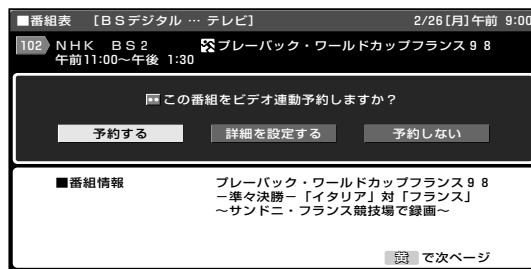 ■番組表 [BSデジタル … テレビ] 2/26[月]午前 9:00
102 NHK BS2 プレーバック・ワールドカップフランス98
午前11:00~午後 1:30
この番組をビデオ連動予約しますか？
予約する 詳細を設定する 予約しない
■番組情報 プレーバック・ワールドカップフランス98
－準々決勝－「イタリア」対「フランス」
～サンドニ・フランス競技場で録画～
黄 で次ページ